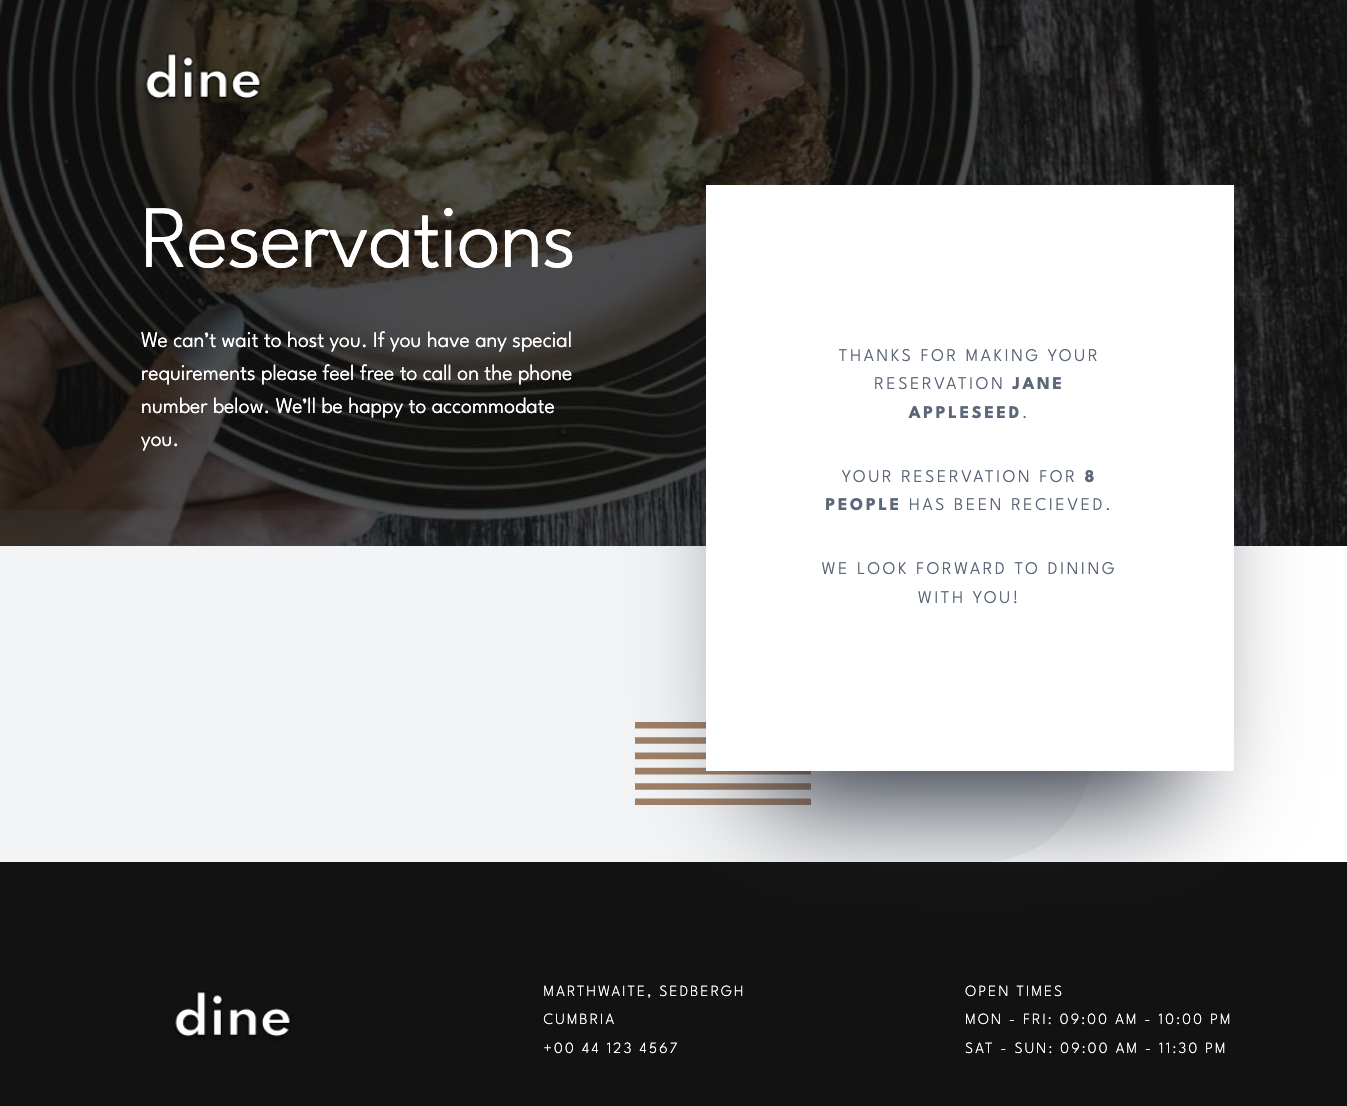 dine
Reservations
We can’t wait to host you. If you have any special
requirements please feel free to call on the phone
number below. We’ll be happy to accommodate
you.
THANKS FOR MAKING YOUR
RESERVATION JANE
APPLESEED.
YOUR RESERVATION FOR 8
PEOPLE HAS BEEN RECIEVED.
WE LOOK FORWARD TO DINING
WITH YOU!
dine
MARTHWAITE, SEDBERGH
CUMBRIA
+00 44 123 4567
OPEN TIMES
MON - FRI: 09:00 AM - 10:00 PM
SAT - SUN: 09:00 AM - 11:30 PM